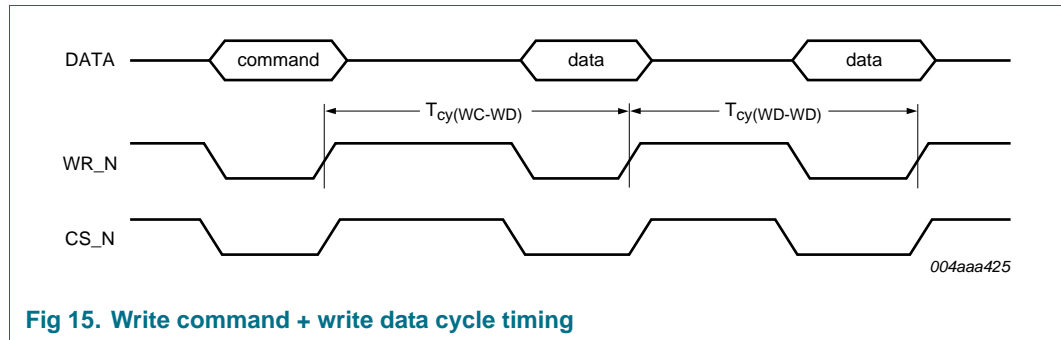 DATA command data data
Tcy(WC-WD) Tcy(WD-WD)
WR_N
CS_N
004aaa425
Fig 15. Write command + write data cycle timing